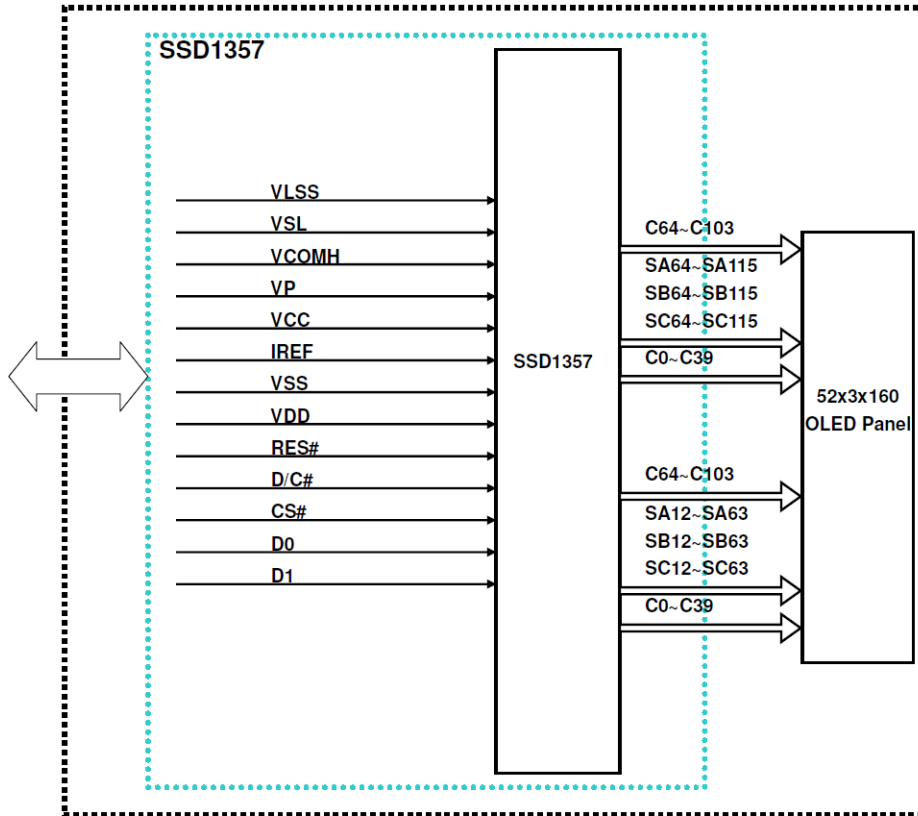 SSD1357
VLSS
VSL
VCOMH
VP
VCC
IREF
VSS
VDD
RES#
D/C#
CS#
D0
D1
SSD1357
C64~C103
SA64~SA115
SB64~SB115
SC64~SC115
C0~C39
C64~C103
SA12~SA63
SB12~SB63
SC12~SC63
C0~C39
52x3x160
OLED Panel